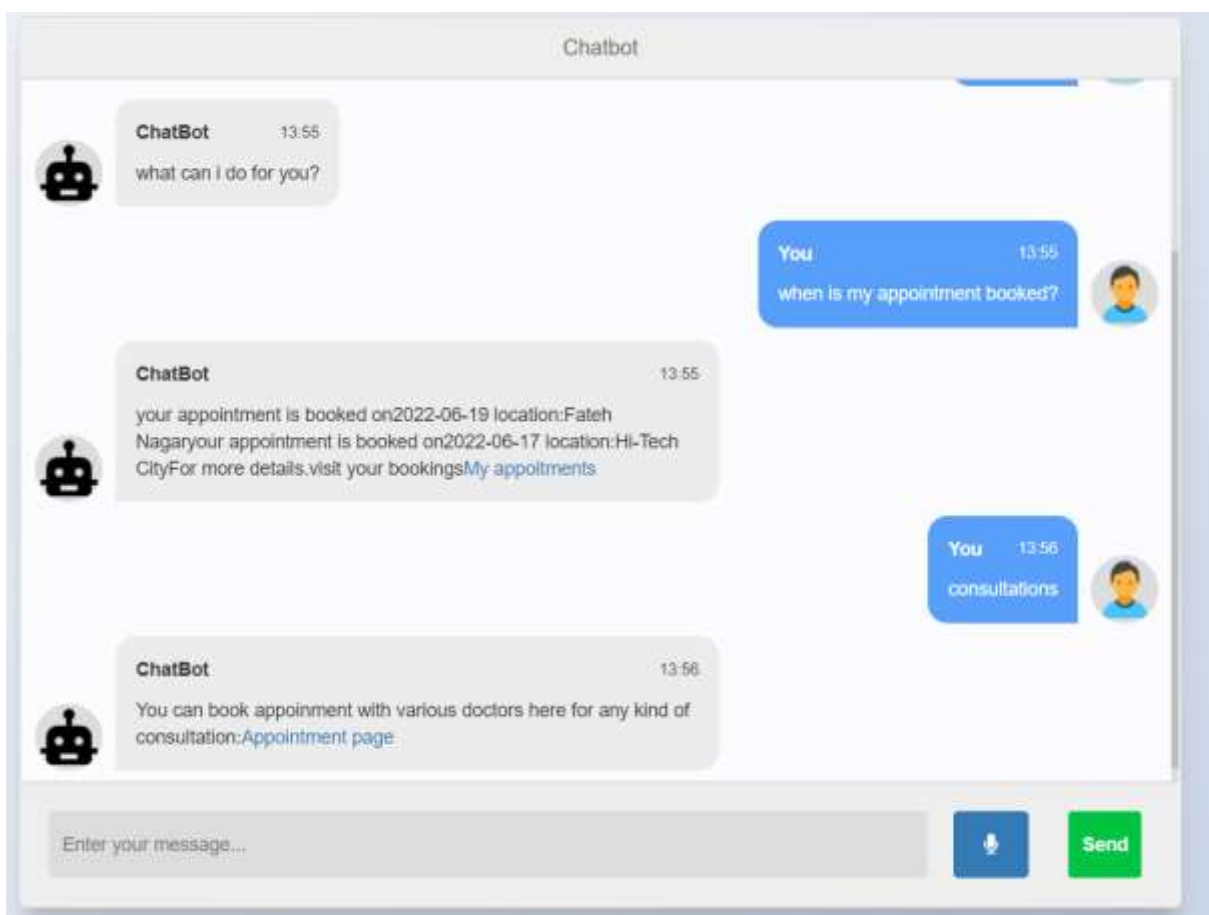 Chatbot
ChatBot 13:55
what can i do for you?
You 13:55
when is my appointment booked?
ChatBot 13:55
your appointment is booked on2022-06-19 location:Fateh
Nagaryour appointment is booked on2022-06-17 location:Hi-Tech
CityFor more details.visit your bookingsMy appoitments
You 13:56
consultations
ChatBot 13:56
You can book appoinment with various doctors here for any kind of
consultation:Appointment page
Enter your message...
Send